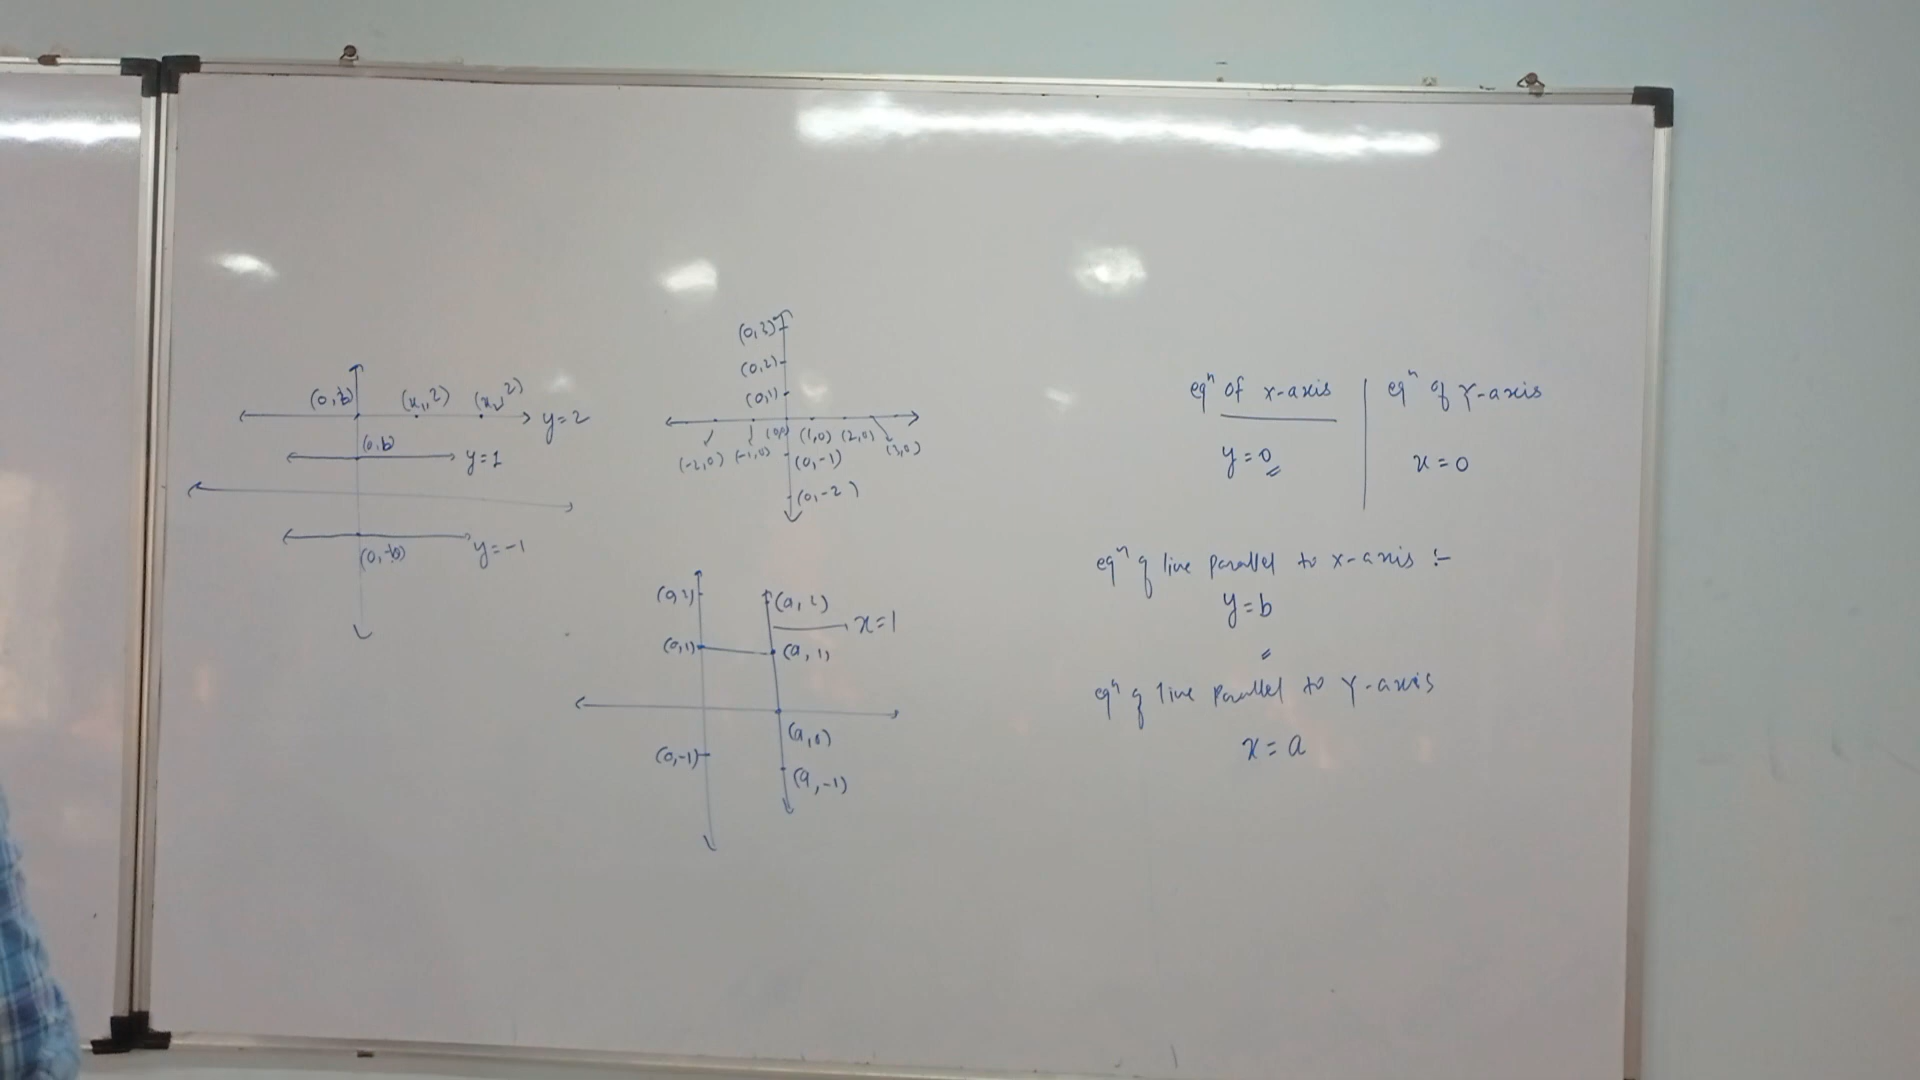 (x₁, 2) (x₂, 2)
y=2
(0,b)
y=1
(0,-b)
y=-1
(0,3)
(0,2)
(0,1)
(0,0) (1,0) (2,0) (3,0)
(-2,0) (-1,0)
(0,-1)
(0,-2)
(0,2) (a, 2)
x=1
(0,1) (a, 1)
(a,0)
(0,-1) (a,-1)
eqⁿ of x-axis
y=0
eqⁿ of Y-axis
x=0
eqⁿ of line parallel to x-axis :-
y=b
eqⁿ of line parallel to Y-axis
x=a